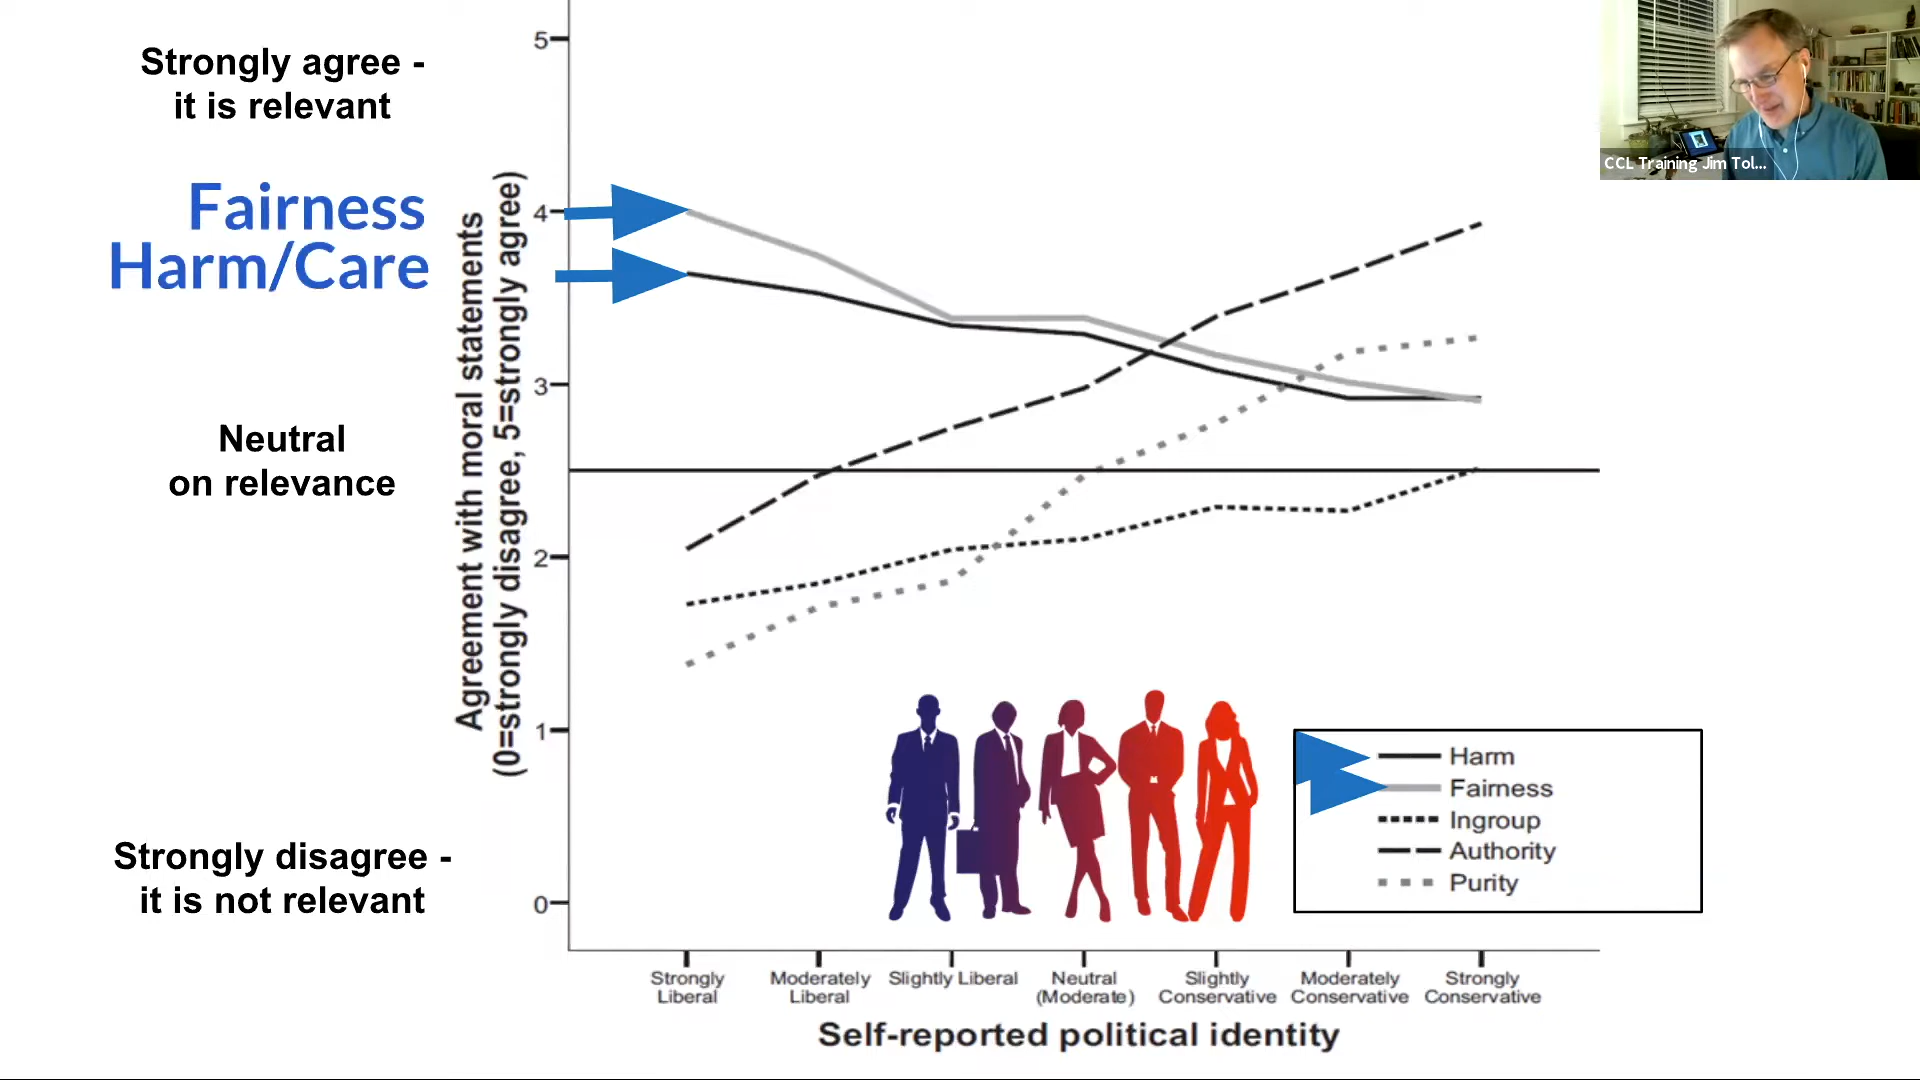 Strongly agree -
it is relevant
Fairness
Harm/Care
Neutral
on relevance
Strongly disagree -
it is not relevant
Agreement with moral statements
(0=strongly disagree, 5=strongly agree)
5
4
3
2
1
0
Harm
Fairness
Ingroup
Authority
Purity
Strongly
Liberal
Moderately
Liberal
Slightly Liberal
Neutral
(Moderate)
Slightly
Conservative
Moderately
Conservative
Strongly
Conservative
Self-reported political identity
CCL Training Jim Tol...